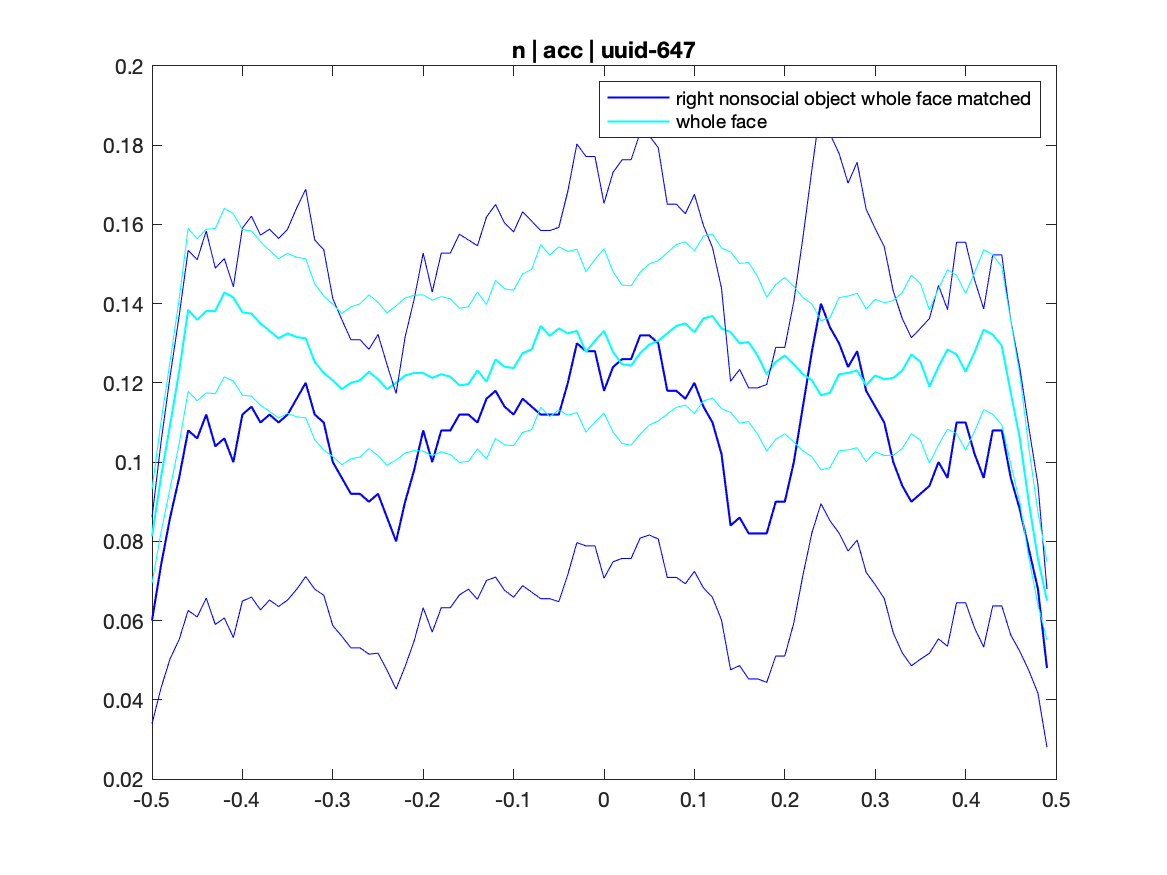 n | acc | uuid-647
right nonsocial object whole face matched
whole face
0.2
0.18
0.16
0.14
0.12
0.1
0.08
0.06
0.04
0.02
-0.5 -0.4 -0.3 -0.2 -0.1 0 0.1 0.2 0.3 0.4 0.5